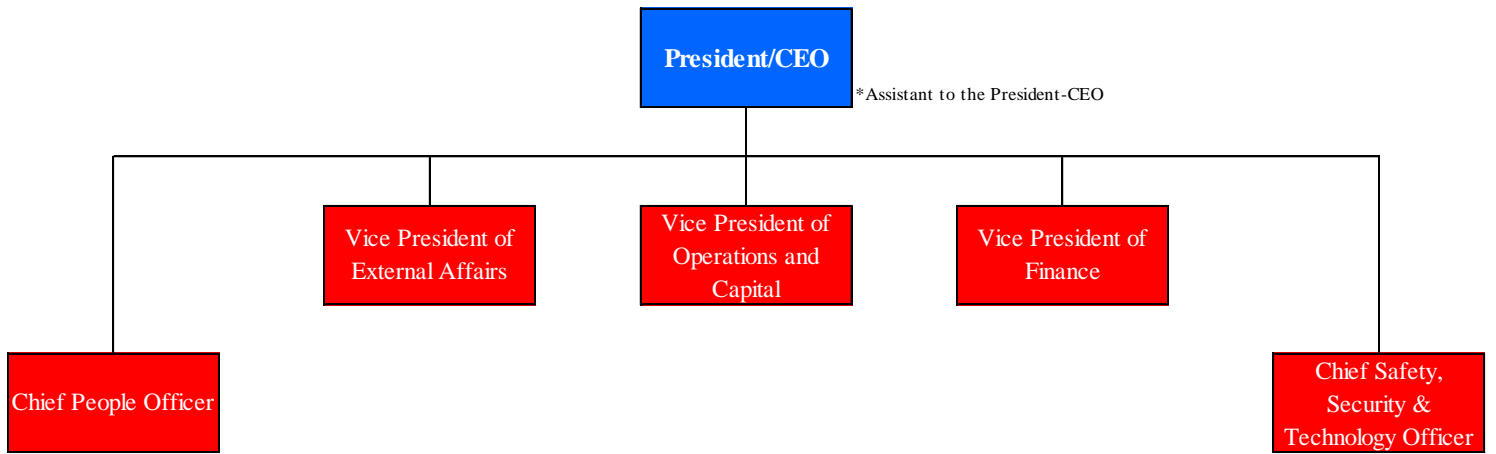 President/CEO
*Assistant to the President-CEO
Vice President of
External Affairs
Vice President of
Operations and
Capital
Vice President of
Finance
Chief People Officer
Chief Safety,
Security &
Technology Officer